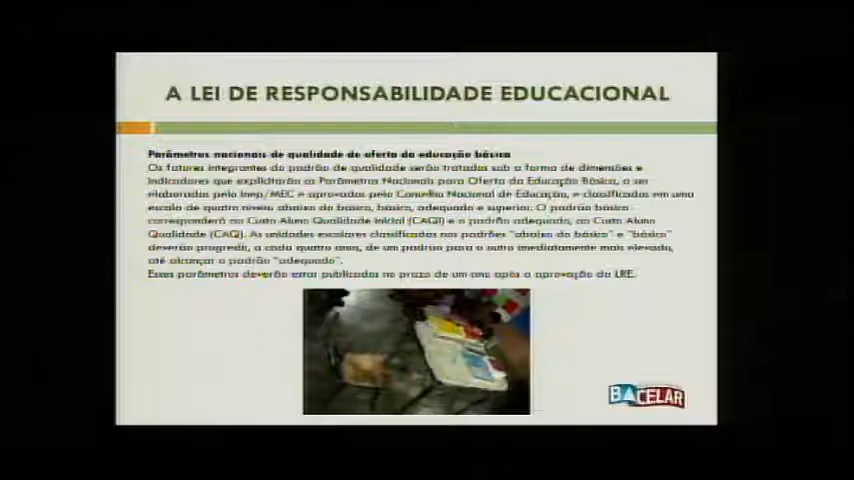 A LEI DE RESPONSABILIDADE EDUCACIONAL
Parâmetros nacionais de qualidade de oferta da educação básica
Os fatores integrantes do padrão de qualidade serão tratados sob a forma de dimensões e
indicadores que explicitarão os Parâmetros Nacionais para Oferta da Educação Básica, a ser
elaborados pelo Inep/MEC e aprovados pelo Conselho Nacional de Educação, e classificados em uma
escala de quatro níveis: abaixo do básico, básico, adequado e superior. O padrão básico
corresponderá ao Custo Aluno Qualidade Inicial (CAQI) e o padrão adequado, ao Custo Aluno
Qualidade (CAQ). As unidades escolares classificadas nos padrões "abaixo do básico" e "básico"
deverão progredir, a cada quatro anos, de um padrão para o outro imediatamente mais elevado,
até alcançar o padrão "adequado".
Esses parâmetros deverão estar publicados no prazo de um ano após a aprovação da LRE.
BACELAR